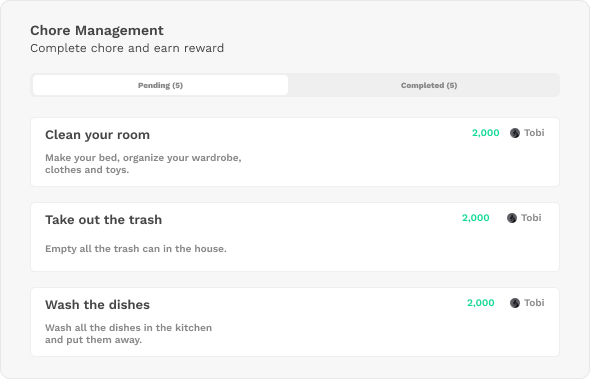 Chore Management
Complete chore and earn reward
Pending (5)
Completed (5)
Clean your room
2,000
Tobi
Make your bed, organize your wardrobe,
clothes and toys.
Take out the trash
2,000
Tobi
Empty all the trash can in the house.
Wash the dishes
2,000
Tobi
Wash all the dishes in the kitchen
and put them away.